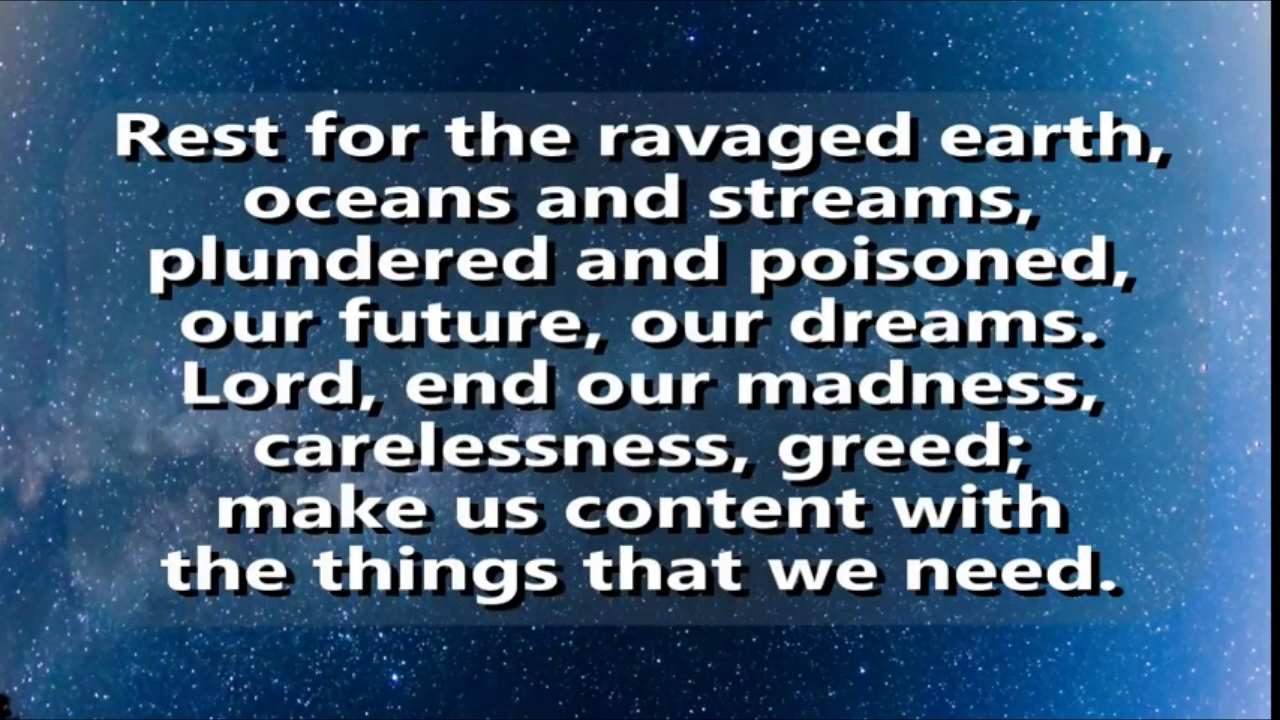 Rest for the ravaged earth,
oceans and streams,
plundered and poisoned,
our future, our dreams.
Lord, end our madness,
carelessness, greed;
make us content with
the things that we need.